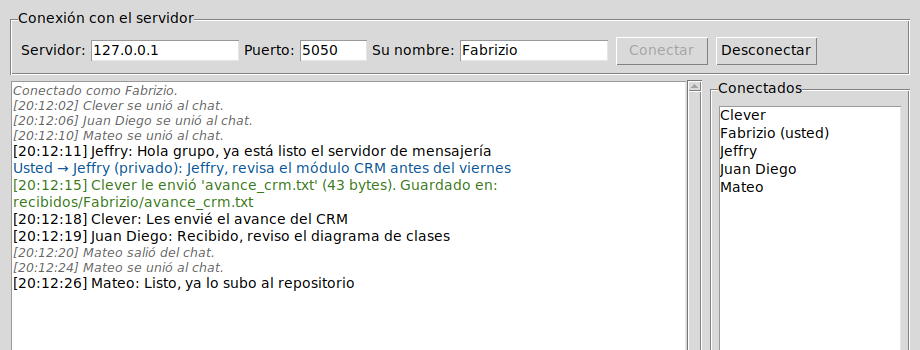 Conexión con el servidor
Servidor: 127.0.0.1 Puerto: 5050 Su nombre: Fabrizio Conectar Desconectar
Conectado como Fabrizio.
[20:12:02] Clever se unió al chat.
[20:12:06] Juan Diego se unió al chat.
[20:12:10] Mateo se unió al chat.
[20:12:11] Jeffry: Hola grupo, ya está listo el servidor de mensajería
Usted → Jeffry (privado): Jeffry, revisa el módulo CRM antes del viernes
[20:12:15] Clever le envió 'avance_crm.txt' (43 bytes). Guardado en:
recibidos/Fabrizio/avance_crm.txt
[20:12:18] Clever: Les envié el avance del CRM
[20:12:19] Juan Diego: Recibido, reviso el diagrama de clases
[20:12:20] Mateo salió del chat.
[20:12:24] Mateo se unió al chat.
[20:12:26] Mateo: Listo, ya lo subo al repositorio
Conectados
Clever
Fabrizio (usted)
Jeffry
Juan Diego
Mateo